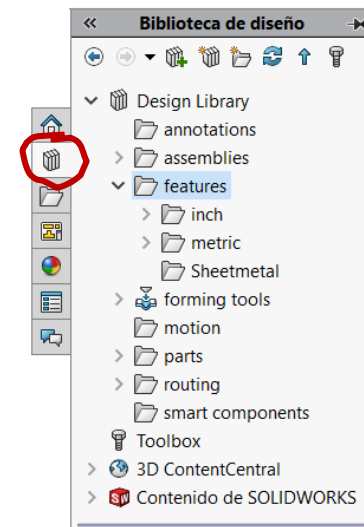 Biblioteca de diseño
Design Library
annotations
assemblies
features
inch
metric
Sheetmetal
forming tools
motion
parts
routing
smart components
Toolbox
3D ContentCentral
Contenido de SOLIDWORKS